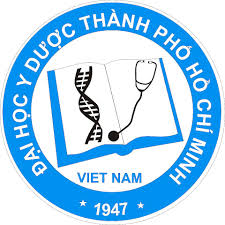 ĐẠI HỌC Y DƯỢC THÀNH PHỐ HỒ CHÍ MINH
VIET NAM
1947